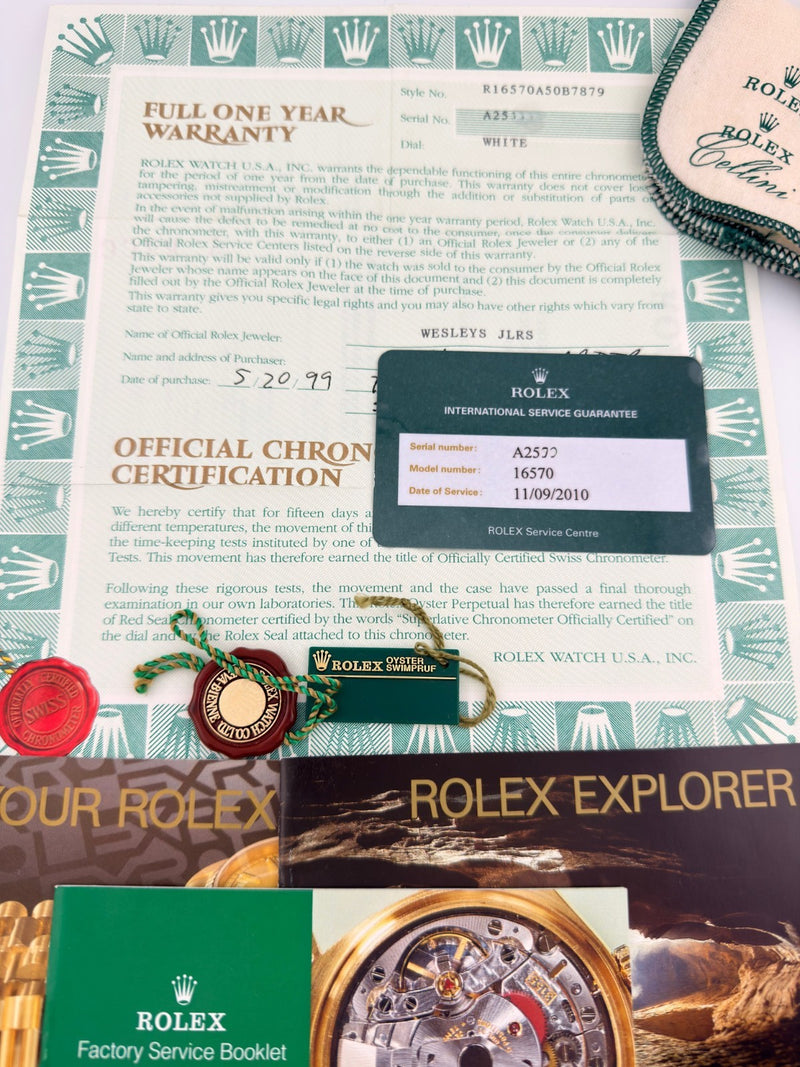 Style No. R16570A50B7879
Serial No. A25
Dial: WHITE
FULL ONE YEAR
WARRANTY
ROLEX WATCH U.S.A., INC. warrants the dependable functioning of this entire chronometer
for the period of one year from the date of purchase. This warranty does not cover loss,
tampering, mistreatment or modification through the addition or substitution of parts or
accessories not supplied by Rolex.
In the event of malfunction arising within the one year warranty period, Rolex Watch U.S.A., Inc.
will cause the defect to be remedied at no cost to the consumer, once the consumer delivers
the chronometer, with this warranty, to either (1) an Official Rolex Jeweler or (2) any of the
Official Rolex Service Centers listed on the reverse side of this warranty.
This warranty will be valid only if (1) the watch was sold to the consumer by the Official Rolex
Jeweler whose name appears on the face of this document and (2) this document is completely
filled out by the Official Rolex Jeweler at the time of purchase.
This warranty gives you specific legal rights and you may also have other rights which vary from
state to state.
Name of Official Rolex Jeweler: WESLEYS JLRS
Name and address of Purchaser:
Date of purchase: 5,20,99
ROLEX
ROLEX
Cellini
ROLEX
INTERNATIONAL SERVICE GUARANTEE
Serial number: A25
Model number: 16570
Date of Service: 11/09/2010
ROLEX Service Centre
OFFICIAL CHRON
CERTIFICATION
We hereby certify that for fifteen days a
different temperatures, the movement of thi
the time-keeping tests instituted by one of
Tests. This movement has therefore earned the title of Officially Certified Swiss Chronometer.
Following these rigorous tests, the movement and the case have passed a final thorough
examination in our own laboratories. Th Oyster Perpetual has therefore earned the title
of Red Seal chronometer certified by the words "Superlative Chronometer Officially Certified" on
the dial and by the Rolex Seal attached to this chronometer.
ROLEX WATCH U.S.A., INC.
OFFICIALLY CERTIFIED
SWISS
CHRONOMETER
EX WATCH CO. LTD.
ROLEX OYSTER
SWIMPRUF
YOUR ROLEX
ROLEX EXPLORER
ROLEX
Factory Service Booklet